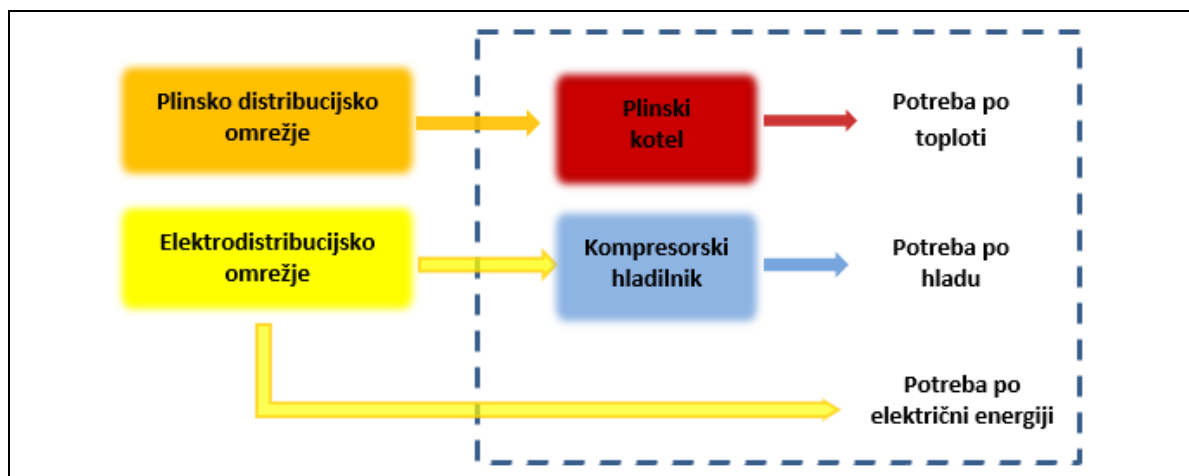 Plinsko distribucijsko
omrežje
Plinski
kotel
Potreba po
toploti
Elektrodistribucijsko
omrežje
Kompresorski
hladilnik
Potreba po
hladu
Potreba po
električni energiji